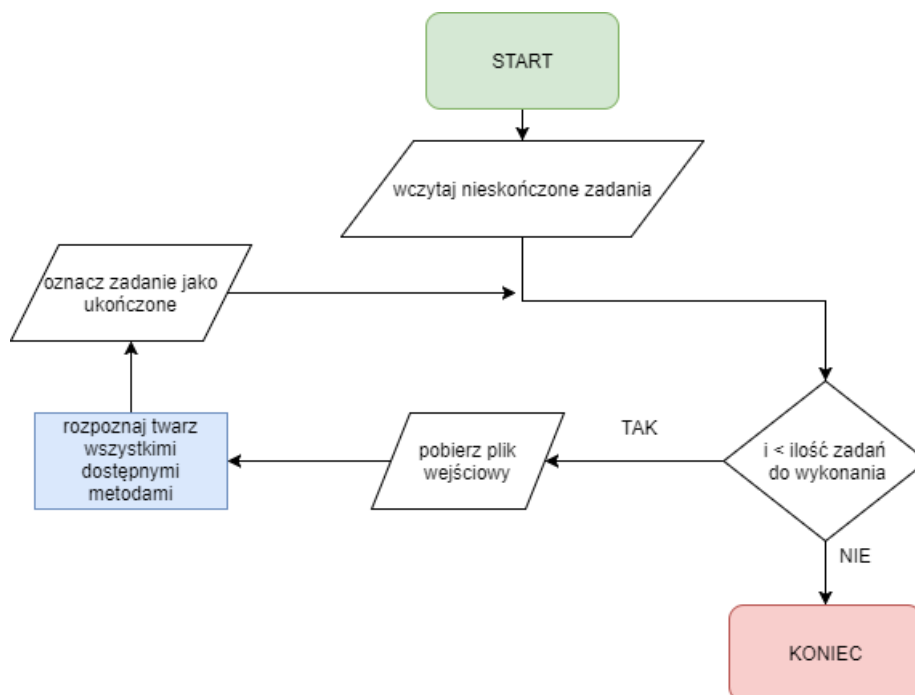 START
wczytaj nieskończone zadania
oznacz zadanie jako
ukończone
rozpoznaj twarz
wszystkimi
dostępnymi
metodami
pobierz plik
wejściowy
TAK
i < ilość zadań
do wykonania
NIE
KONIEC